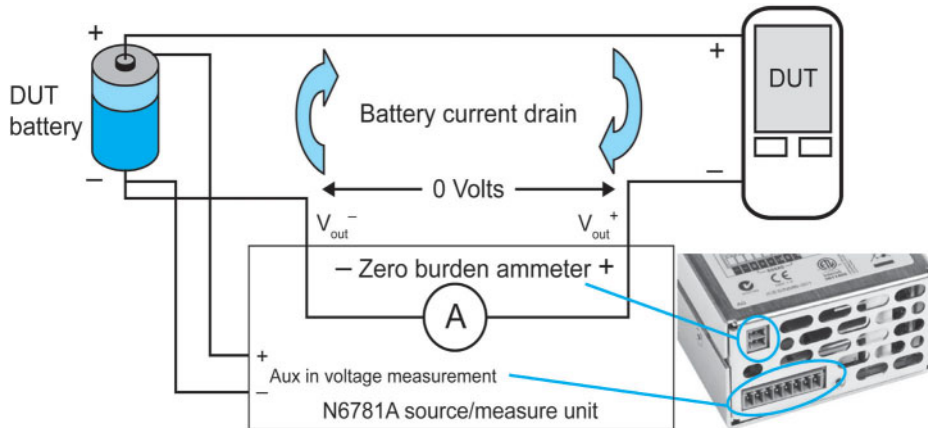 +
+
DUT
DUT
battery
Battery current drain
–
–
0 Volts
Vout–
Vout+
– Zero burden ammeter +
A
+
Aux in voltage measurement
–
N6781A source/measure unit
CE